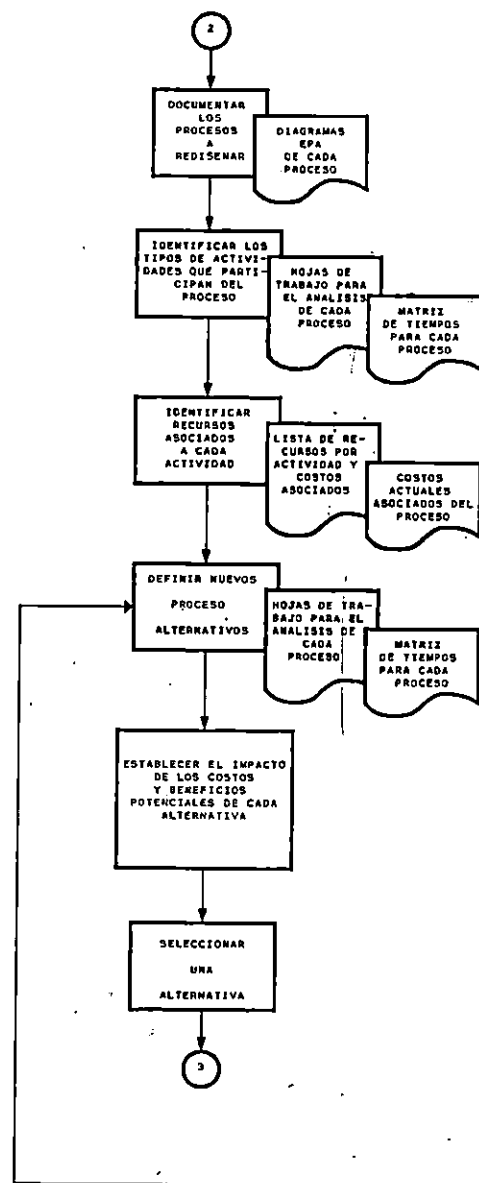 2
DOCUMENTAR
LOS
PROCESOS
A
REDISENAR
DIAGRAMAS
EPA
DE CADA
PROCESO
IDENTIFICAR LOS
TIPOS DE ACTIVI-
DADES QUE PARTI-
CIPAN DEL
PROCESO
HOJAS DE
TRABAJO PARA
EL ANALISIS
DE CADA
PROCESO
MATRIZ
DE TIEMPOS
PARA CADA
PROCESO
IDENTIFICAR
RECURSOS
ASOCIADOS
A CADA
ACTIVIDAD
LISTA DE RE-
CURSOS POR
ACTIVIDAD Y
COSTOS
ASOCIADOS
COSTOS
ACTUALES
ASOCIADOS DEL
PROCESO
DEFINIR NUEVOS
PROCESO
ALTERNATIVOS
HOJAS DE TRA-
BAJO PARA EL
ANALISIS DE
CADA
PROCESO
MATRIZ
DE TIEMPOS
PARA CADA
PROCESO
ESTABLECER EL IMPACTO
DE LOS COSTOS
Y BENEFICIOS
POTENCIALES DE CADA
ALTERNATIVA
SELECCIONAR
UNA
ALTERNATIVA
3